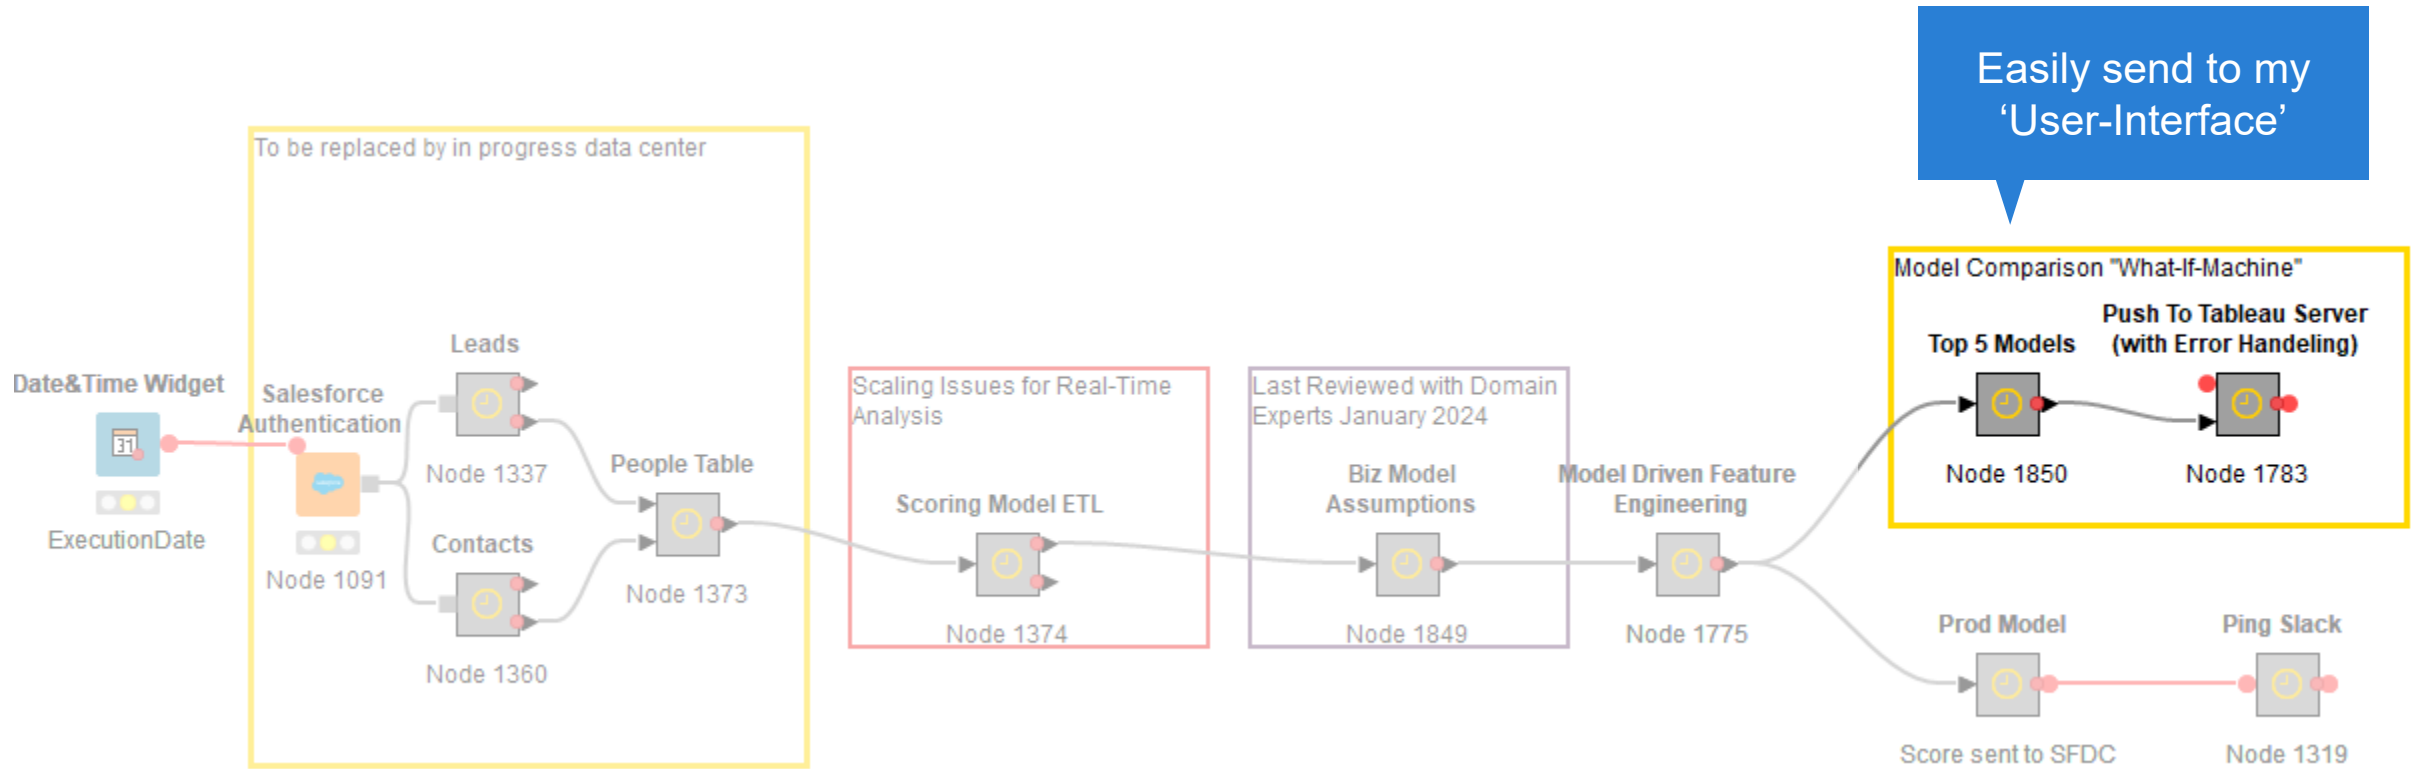 Easily send to my
‘User-Interface’
To be replaced by in progress data center
Date&Time Widget
ExecutionDate
Salesforce
Authentication
Node 1091
Leads
Node 1337
Contacts
Node 1360
People Table
Node 1373
Scaling Issues for Real-Time
Analysis
Scoring Model ETL
Node 1374
Last Reviewed with Domain
Experts January 2024
Biz Model
Assumptions
Node 1849
Model Driven Feature
Engineering
Node 1775
Model Comparison "What-If-Machine"
Top 5 Models
Node 1850
Push To Tableau Server
(with Error Handeling)
Node 1783
Prod Model
Score sent to SFDC
Ping Slack
Node 1319
31